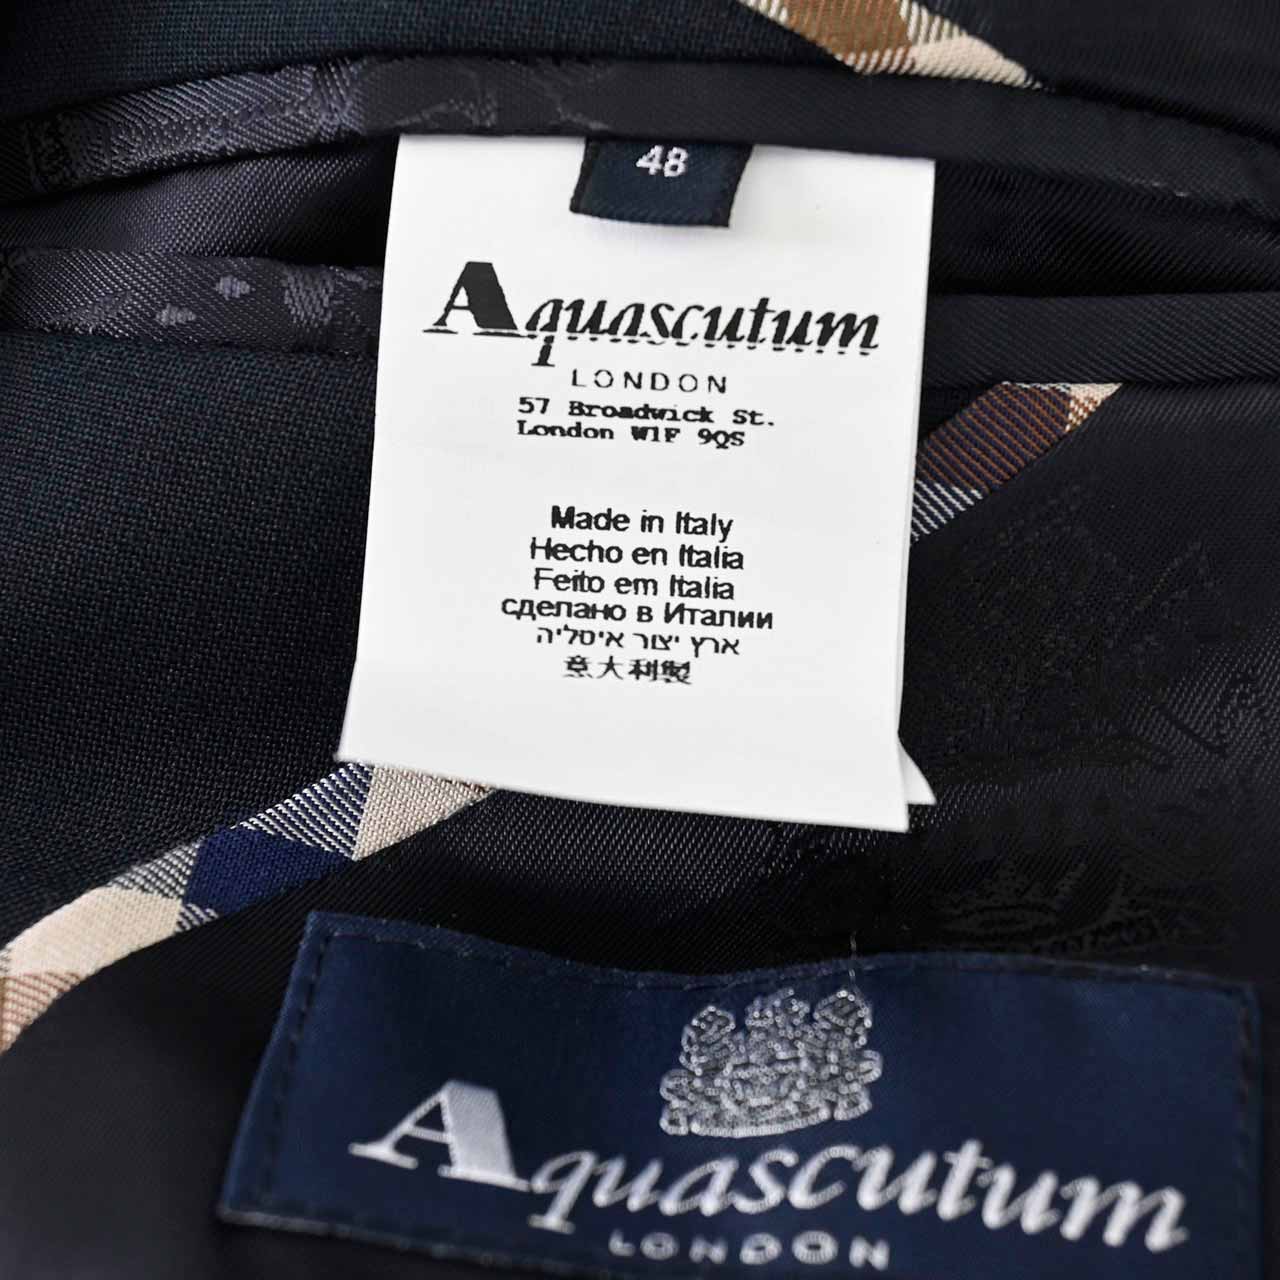 48
Aquascutum
LONDON
57 Broadwick St.
London W1F 9QS
Made in Italy
Hecho en Italia
Feito em Italia
сделано в Италии
ארץ יצור איטליה
意大利製
Aquascutum
LONDON